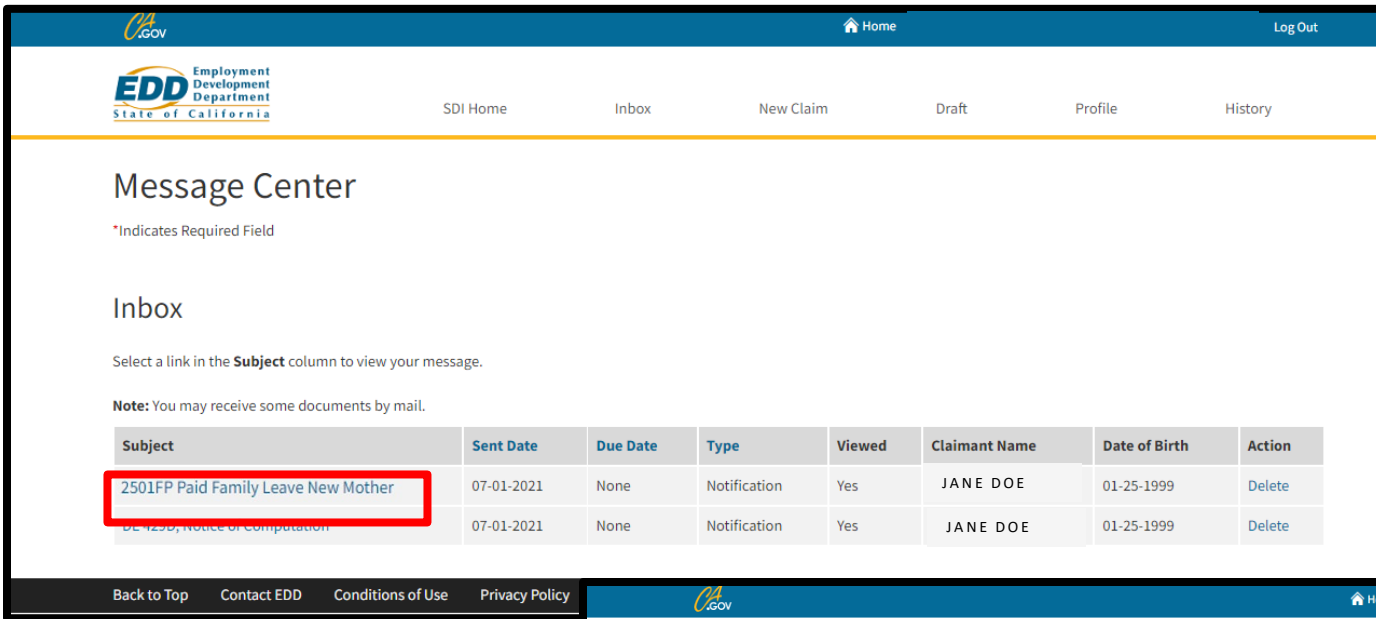 CA.GOV Home Log Out
EDD Employment Development Department
State of California
SDI Home Inbox New Claim Draft Profile History
Message Center
*Indicates Required Field
Inbox
Select a link in the Subject column to view your message.
Note: You may receive some documents by mail.
Subject Sent Date Due Date Type Viewed Claimant Name Date of Birth Action
2501FP Paid Family Leave New Mother 07-01-2021 None Notification Yes JANE DOE 01-25-1999 Delete
DE 429D, Notice of Computation 07-01-2021 None Notification Yes JANE DOE 01-25-1999 Delete
Back to Top Contact EDD Conditions of Use Privacy Policy
CA.GOV